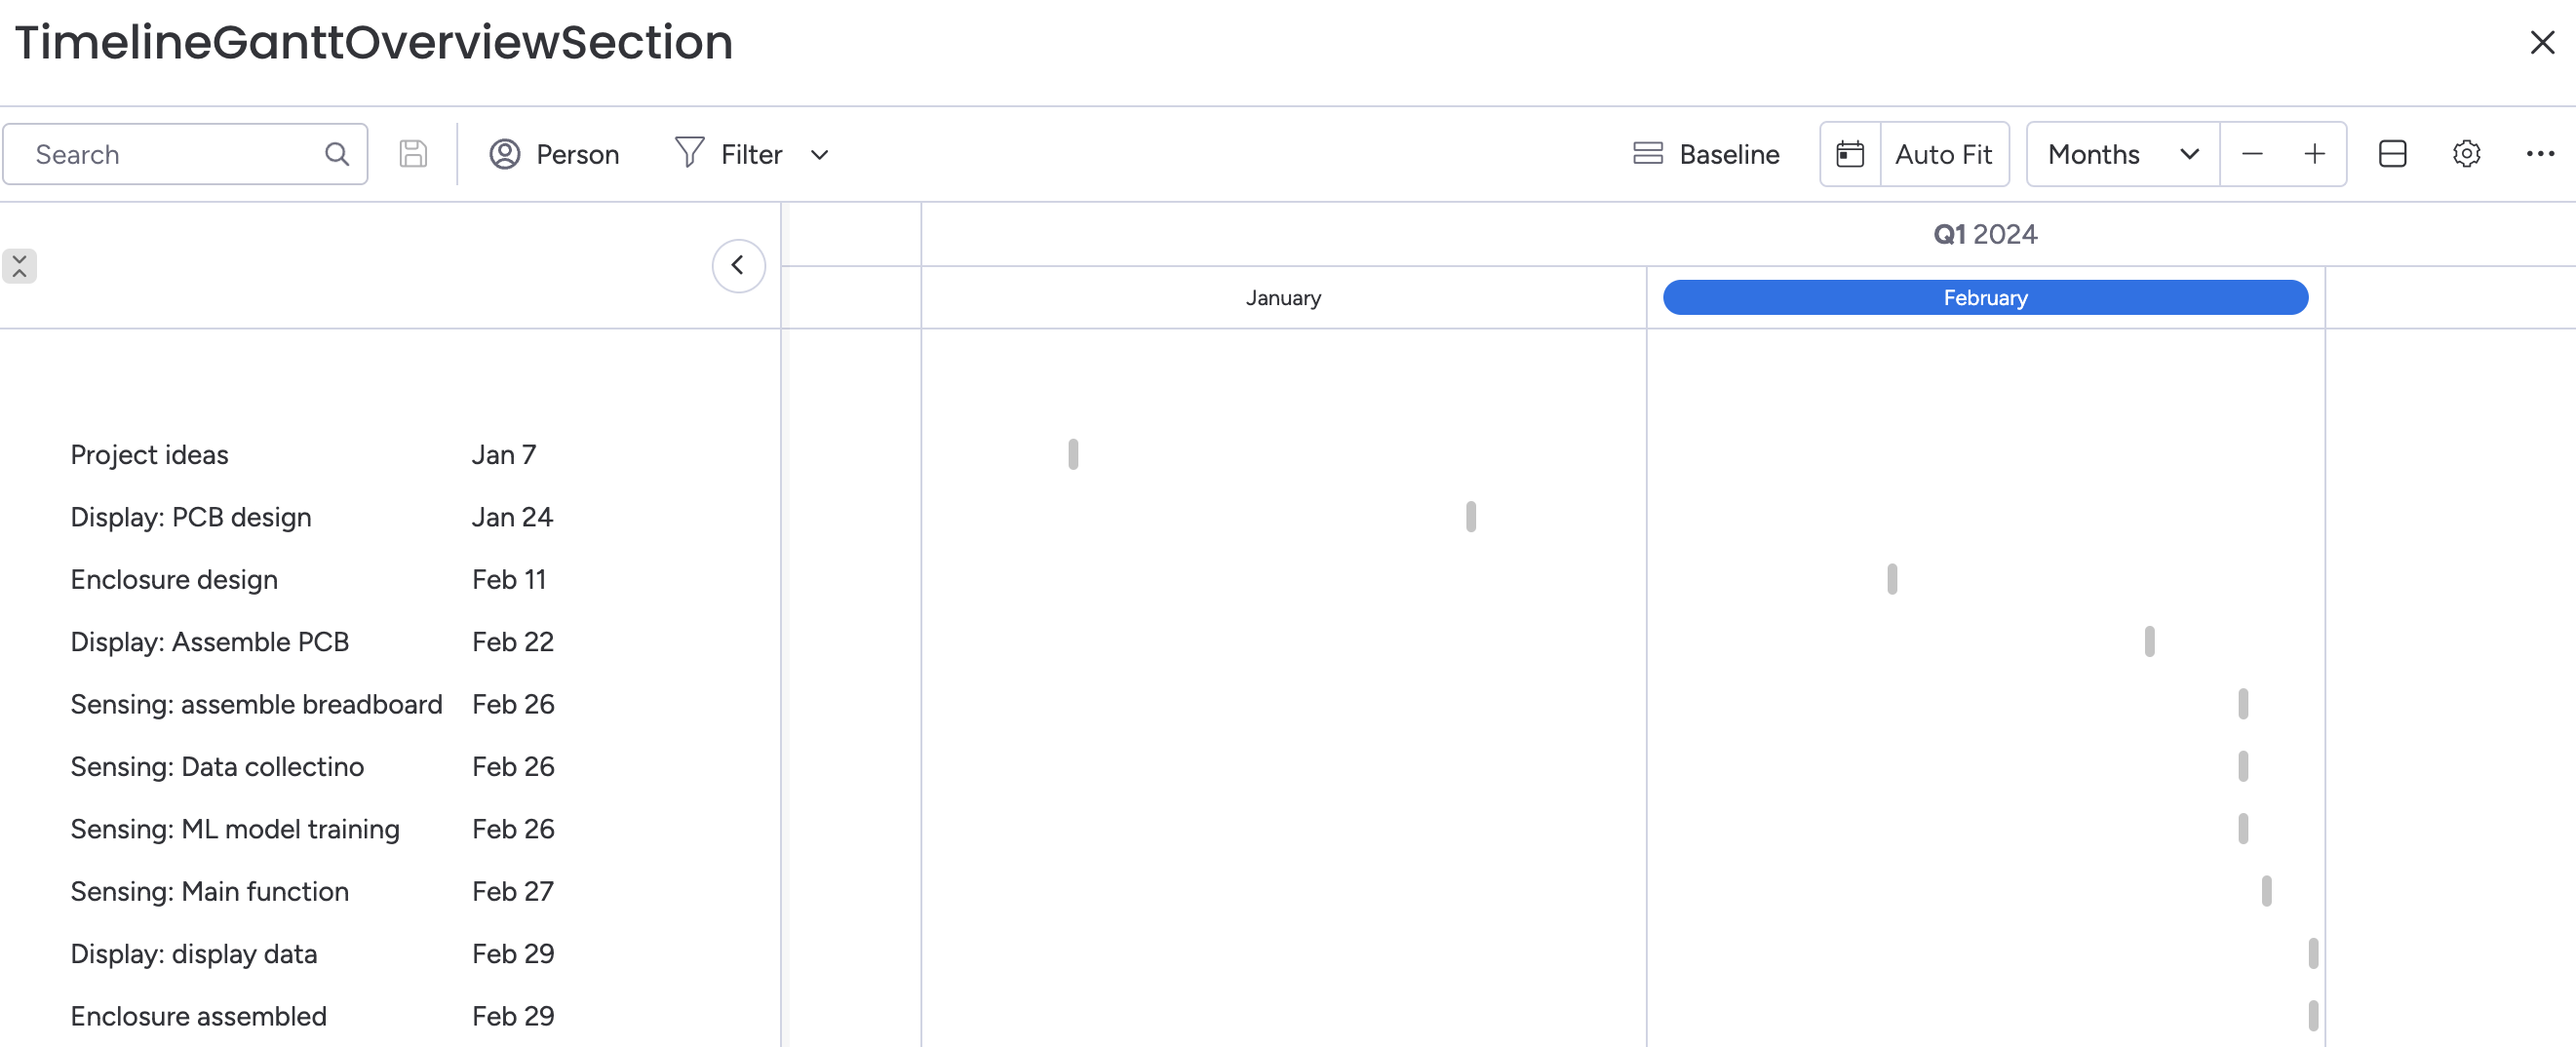 TimelineGanttOverviewSection
Search Person Filter Baseline Auto Fit Months
Q1 2024
January February
Project ideas Jan 7
Display: PCB design Jan 24
Enclosure design Feb 11
Display: Assemble PCB Feb 22
Sensing: assemble breadboard Feb 26
Sensing: Data collectino Feb 26
Sensing: ML model training Feb 26
Sensing: Main function Feb 27
Display: display data Feb 29
Enclosure assembled Feb 29